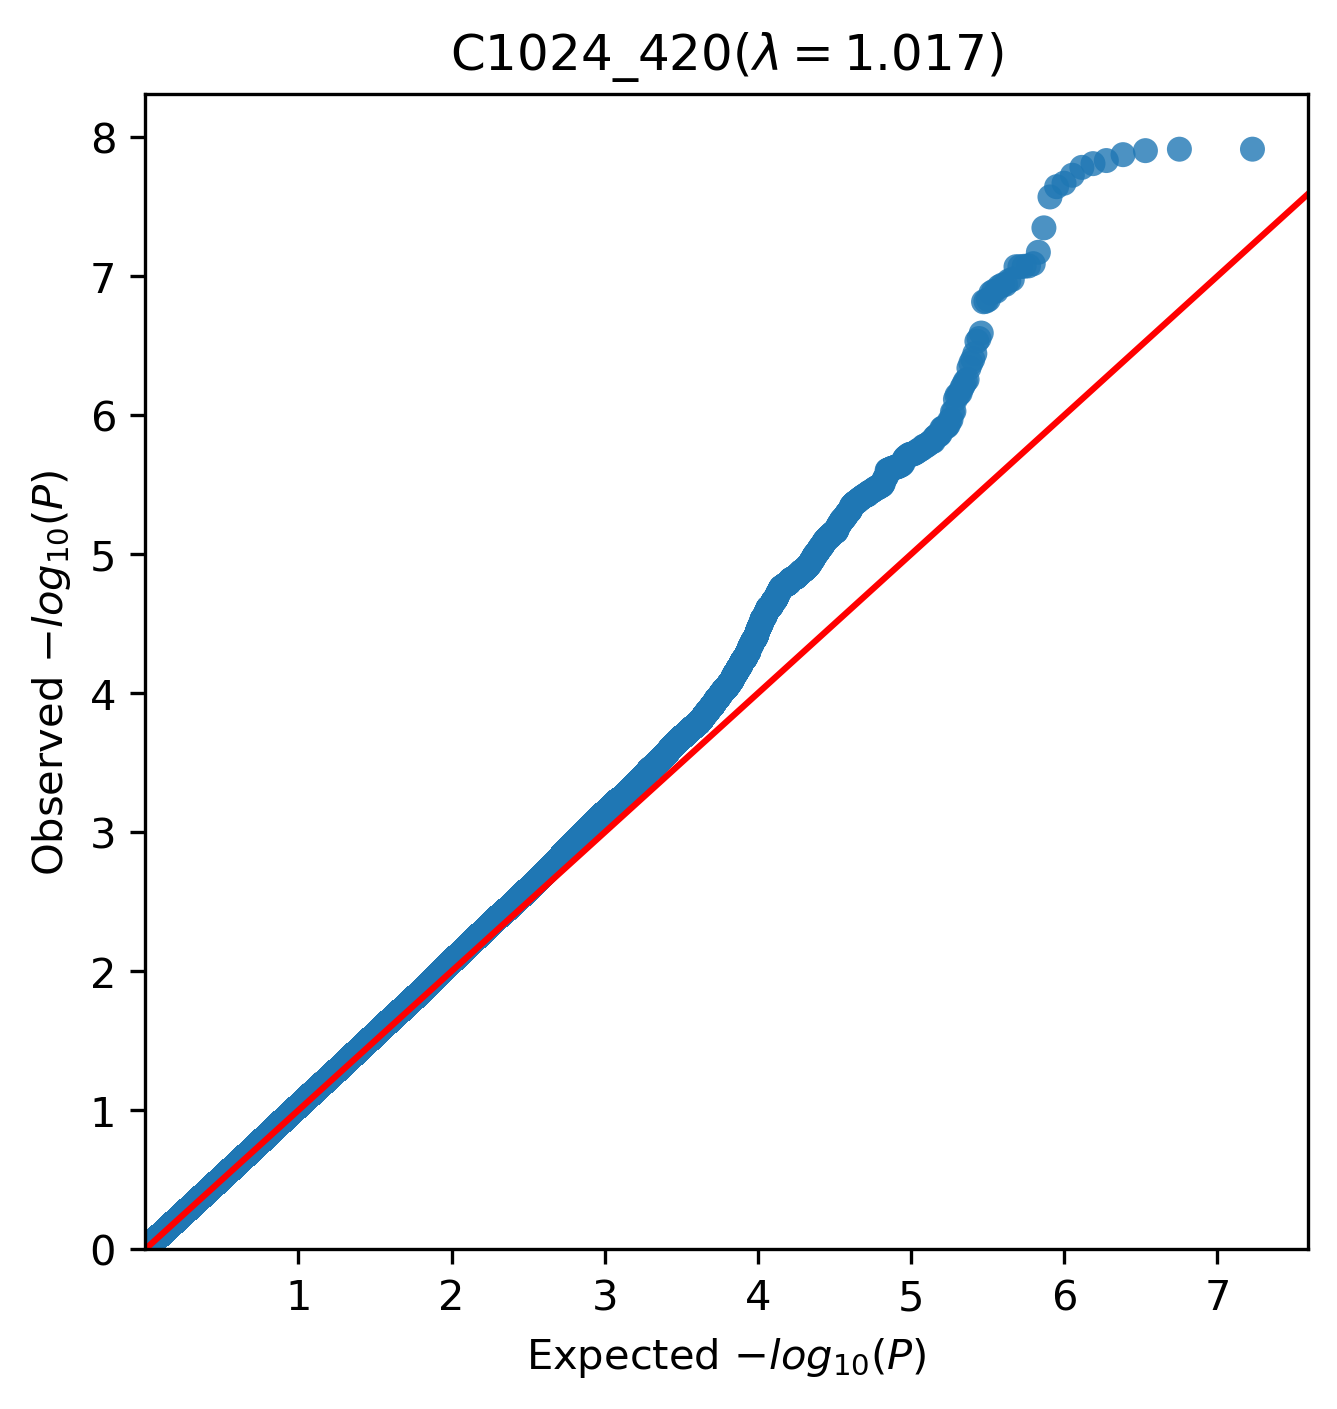 C1024_420(λ = 1.017)
8
7
6
5
4
3
2
1
0
Observed −log₁₀(P)
1 2 3 4 5 6 7
Expected −log₁₀(P)